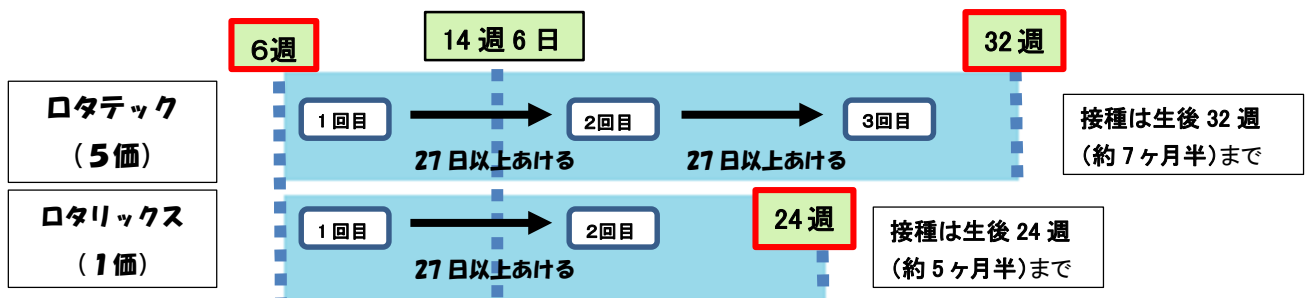 6週
14週6日
32週
ロタテック
(5価)
1回目
2回目
3回目
27日以上あける
27日以上あける
接種は生後32週
(約7ヶ月半)まで
ロタリックス
(1価)
1回目
2回目
27日以上あける
24週
接種は生後24週
(約5ヶ月半)まで